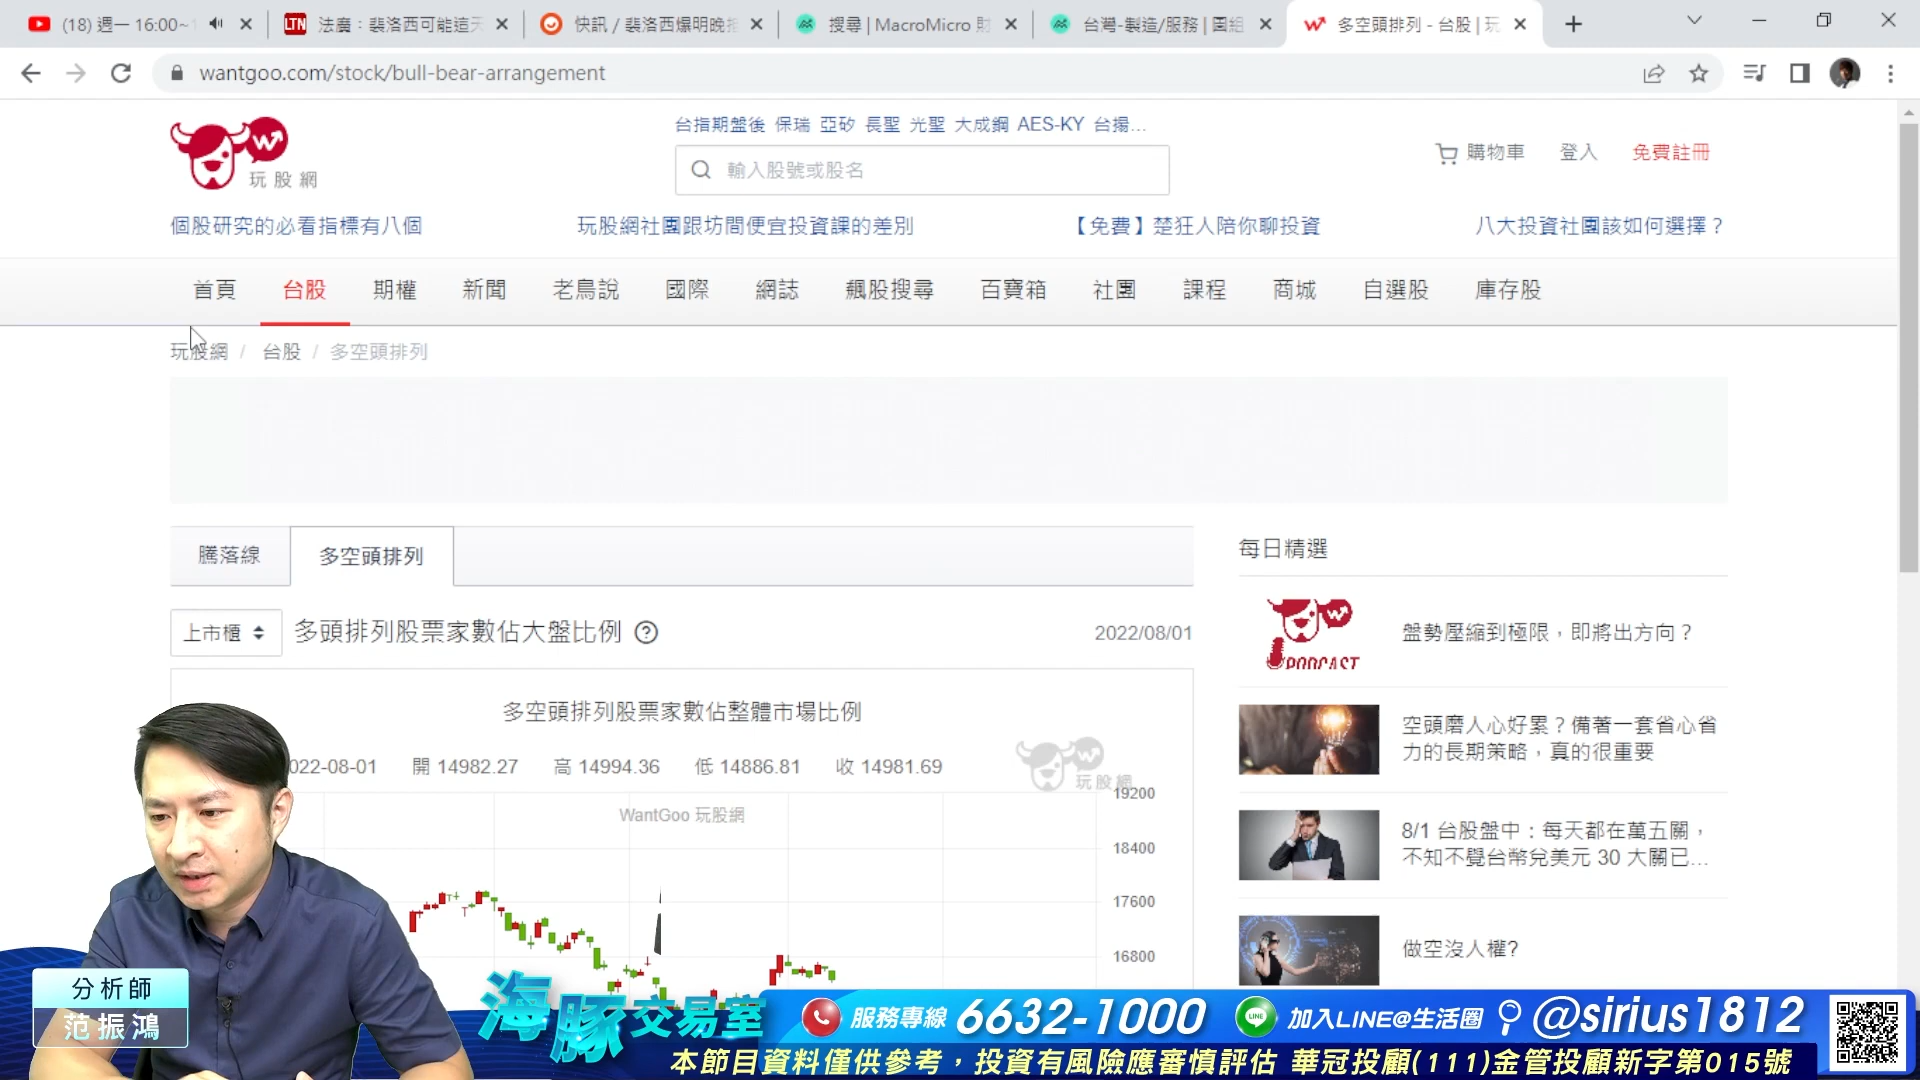 (18) 週一 16:00~
LTN 法廣：裴洛西可能這天
快訊 / 裴洛西爆明晚抵
搜尋 | MacroMicro 財
台灣-製造/服務 | 圖組
多空頭排列 - 台股 | 玩
wantgoo.com/stock/bull-bear-arrangement
玩股網
台指期盤後 保瑞 亞矽 長聖 光聖 大成鋼 AES-KY 台揚...
輸入股號或股名
購物車 登入 免費註冊
個股研究的必看指標有八個 玩股網社團跟坊間便宜投資課的差別 【免費】楚狂人陪你聊投資 八大投資社團該如何選擇？
首頁 台股 期權 新聞 老鳥說 國際 網誌 飆股搜尋 百寶箱 社團 課程 商城 自選股 庫存股
玩股網 / 台股 / 多空頭排列
騰落線 多空頭排列
上市櫃 多頭排列股票家數佔大盤比例 ?
2022/08/01
多空頭排列股票家數佔整體市場比例
022-08-01 開 14982.27 高 14994.36 低 14886.81 收 14981.69
玩股網
WantGoo 玩股網
19200
18400
17600
16800
每日精選
PODCAST
盤勢壓縮到極限，即將出方向？
空頭磨人心好累？備著一套省心省
力的長期策略，真的很重要
8/1 台股盤中：每天都在萬五關，
不知不覺台幣兌美元 30 大關已...
做空沒人權?
分析師
范振鴻
海豚交易室
服務專線 6632-1000
LINE 加入LINE@生活圈 @sirius1812
本節目資料僅供參考，投資有風險應審慎評估 華冠投顧(111)金管投顧新字第015號